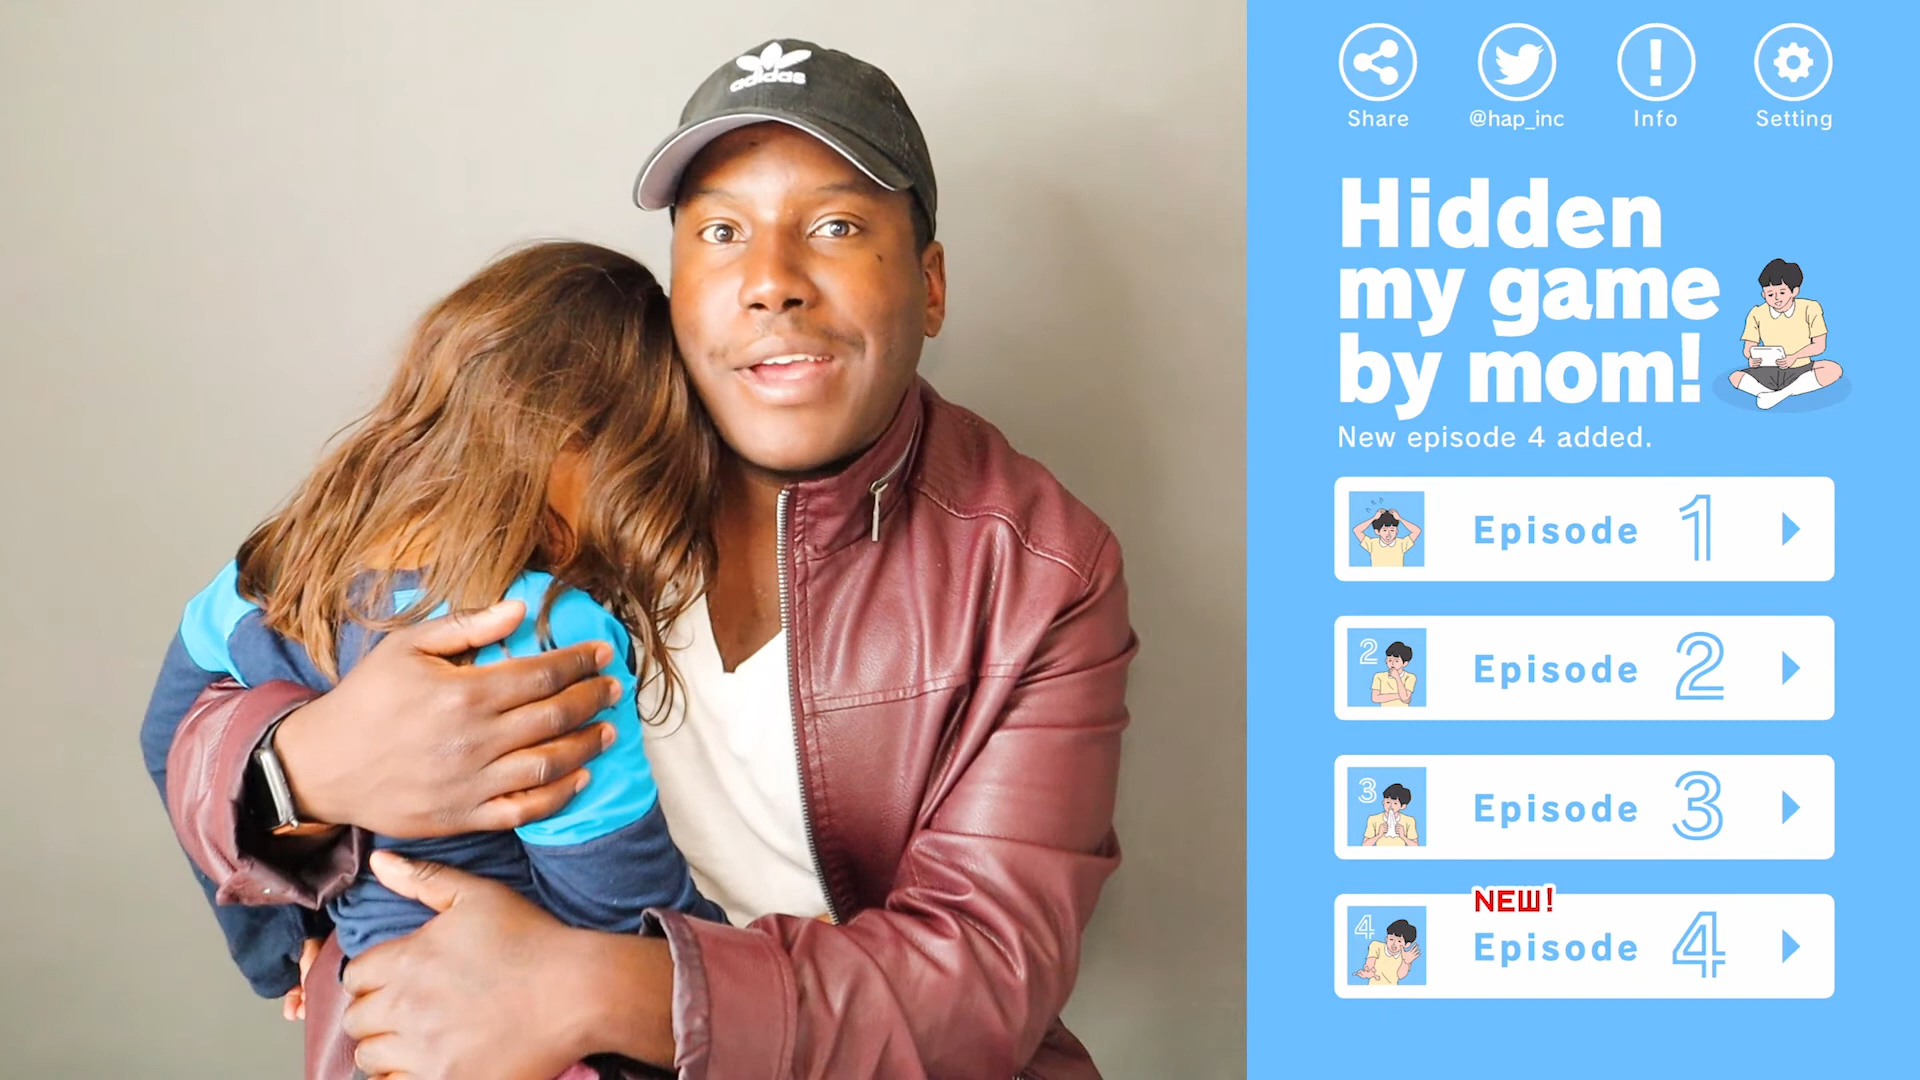 adidas
Share @hap_inc Info Setting
Hidden
my game
by mom!
New episode 4 added.
Episode 1
2 Episode 2
3 Episode 3
NEW!
4 Episode 4